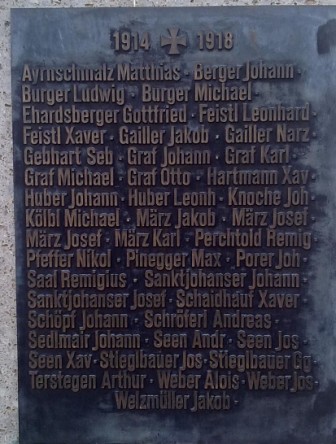 1914 ✠ 1918
Ayrnschmalz Matthias · Berger Johann ·
Burger Ludwig · Burger Michael ·
Ehardsberger Gottfried · Feistl Leonhard ·
Feistl Xaver · Gailler Jakob · Gailler Narz ·
Gebhart Seb · Graf Johann · Graf Karl ·
Graf Michael · Graf Otto · Hartmann Xav ·
Huber Johann · Huber Leonh · Knoche Joh ·
Kölbl Michael · März Jakob · März Josef ·
März Josef · März Karl · Perchtold Remig ·
Pfeffer Nikol · Pinegger Max · Porer Joh ·
Saal Remigius · Sanktjohanser Johann ·
Sanktjohanser Josef · Schaidhauf Xaver ·
Schöpf Johann · Schröferl Andreas ·
Sedlmair Johann · Seen Andr · Seen Jos ·
Seen Xav · Stieglbauer Jos · Stieglbauer Gg ·
Terstegen Arthur · Weber Alois · Weber Jos ·
Welzmüller Jakob ·